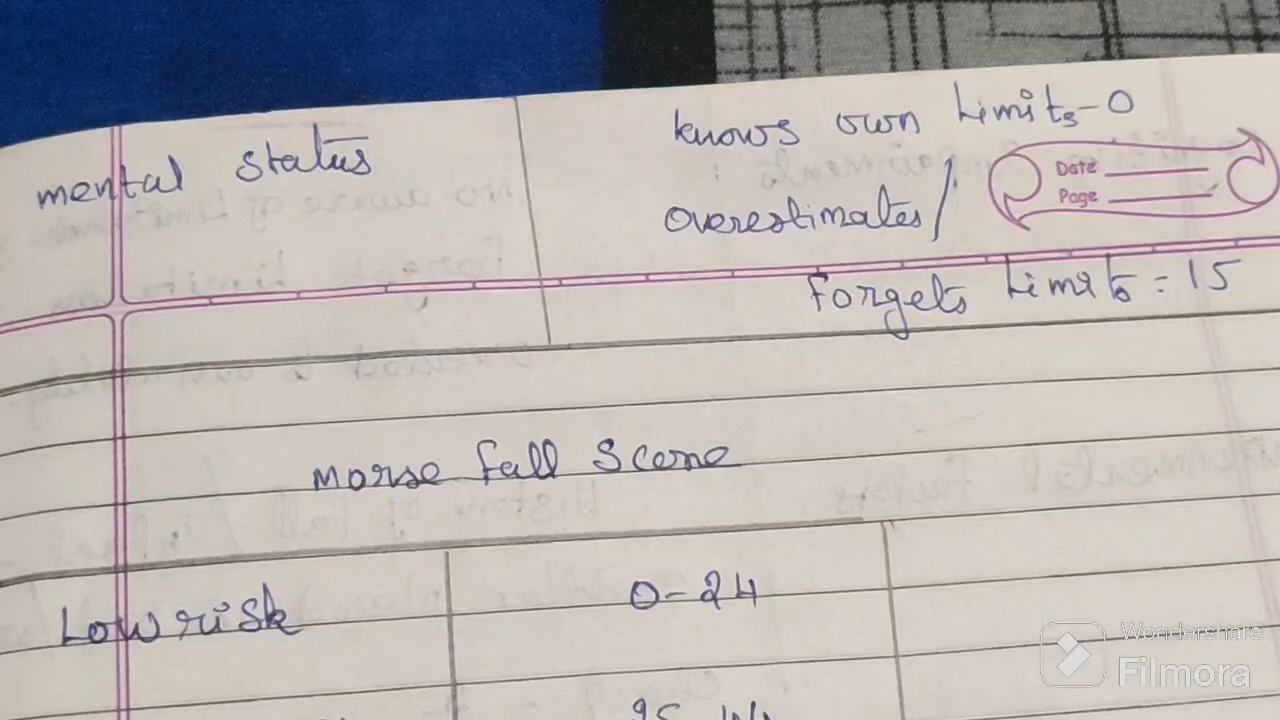 mental status
knows own Limits-0
overestimates/
Date
Page
Forgets Limits = 15
Morse Fall Score
Low risk 0-24
Wondershare
Filmora